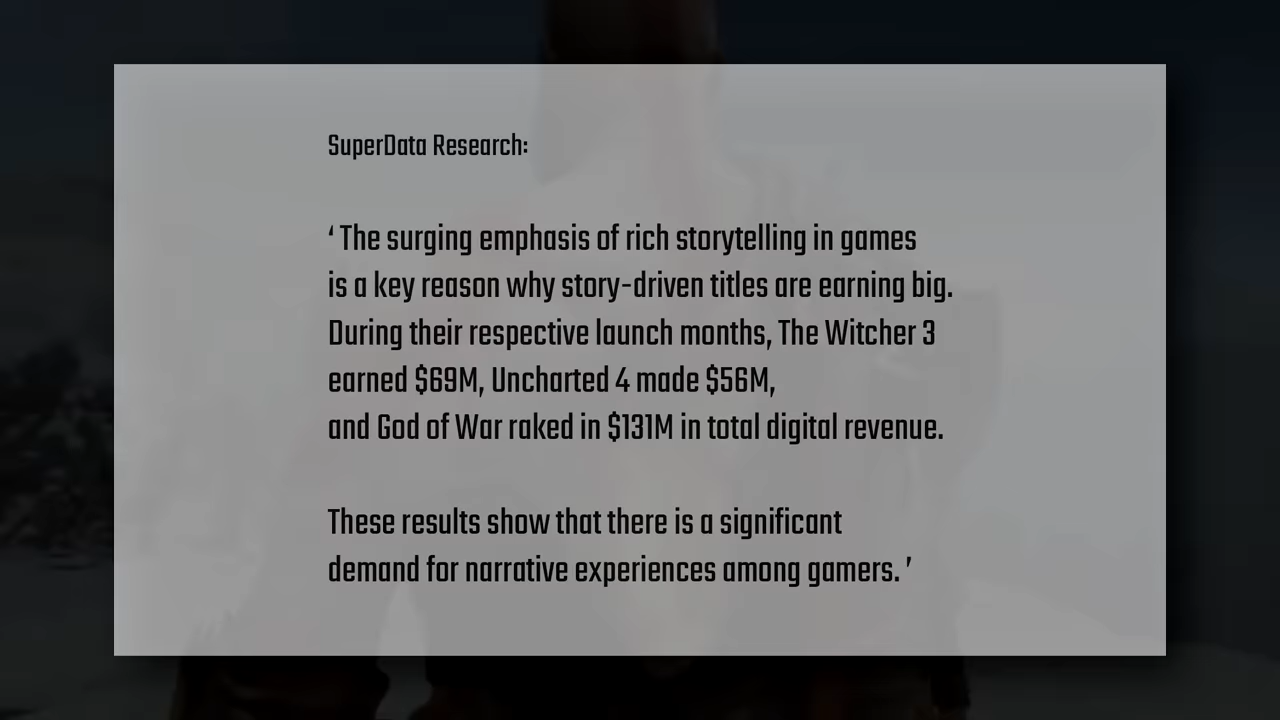 SuperData Research:
‘ The surging emphasis of rich storytelling in games
is a key reason why story-driven titles are earning big.
During their respective launch months, The Witcher 3
earned $69M, Uncharted 4 made $56M,
and God of War raked in $131M in total digital revenue.
These results show that there is a significant
demand for narrative experiences among gamers. ’